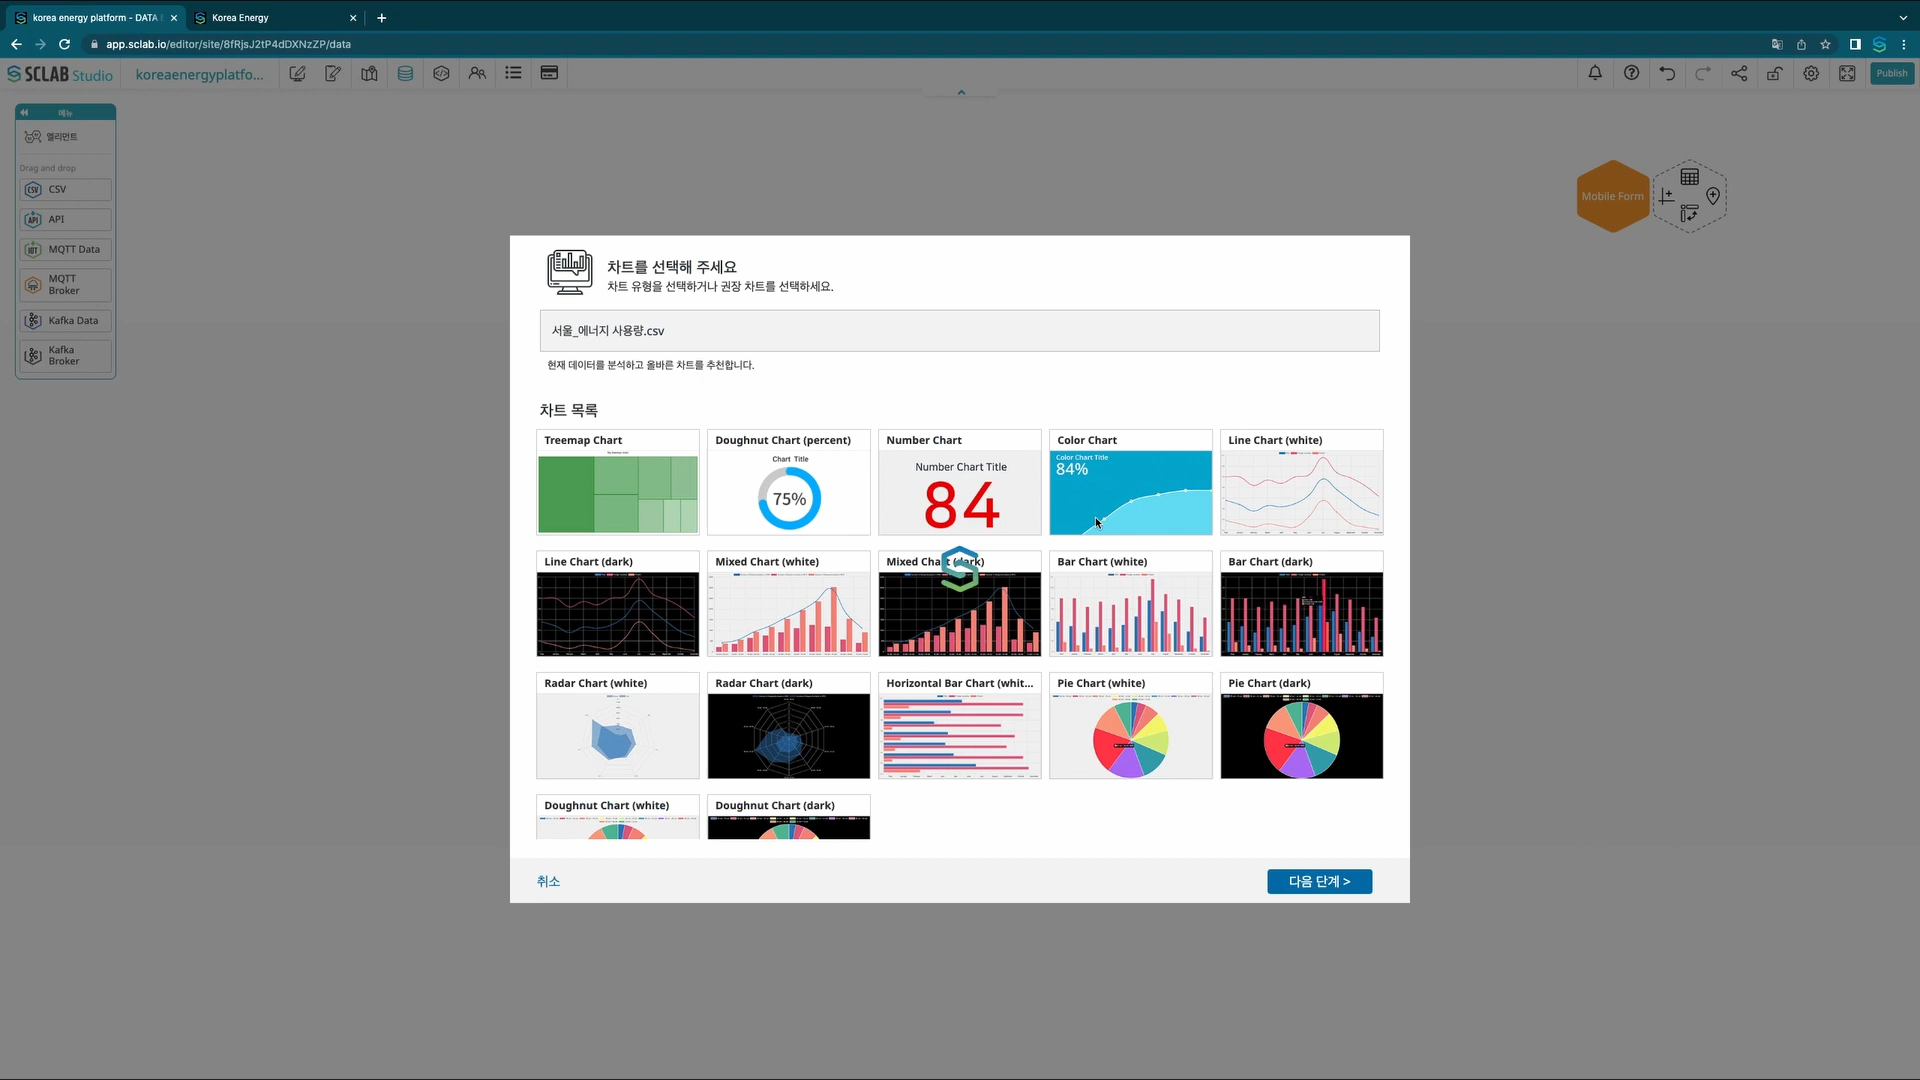 korea energy platform - DATA
Korea Energy
app.sclab.io/editor/site/8fRjsJ2tP4dDXNzZP/data
SCLAB Studio
koreaenergyplatfo...
Publish
메뉴
엘리먼트
Drag and drop
CSV
API
MQTT Data
MQTT
Broker
Kafka Data
Kafka
Broker
Mobile Form
차트를 선택해 주세요
차트 유형을 선택하거나 권장 차트를 선택하세요.
서울_에너지 사용량.csv
현재 데이터를 분석하고 올바른 차트를 추천합니다.
차트 목록
Treemap Chart
Doughnut Chart (percent)
Chart Title
75%
Number Chart
Number Chart Title
84
Color Chart
Color Chart Title
84%
Line Chart (white)
Line Chart (dark)
Mixed Chart (white)
Mixed Chart (dark)
Bar Chart (white)
Bar Chart (dark)
Radar Chart (white)
Radar Chart (dark)
Horizontal Bar Chart (whit...
Pie Chart (white)
Pie Chart (dark)
Doughnut Chart (white)
Doughnut Chart (dark)
취소
다음 단계 >